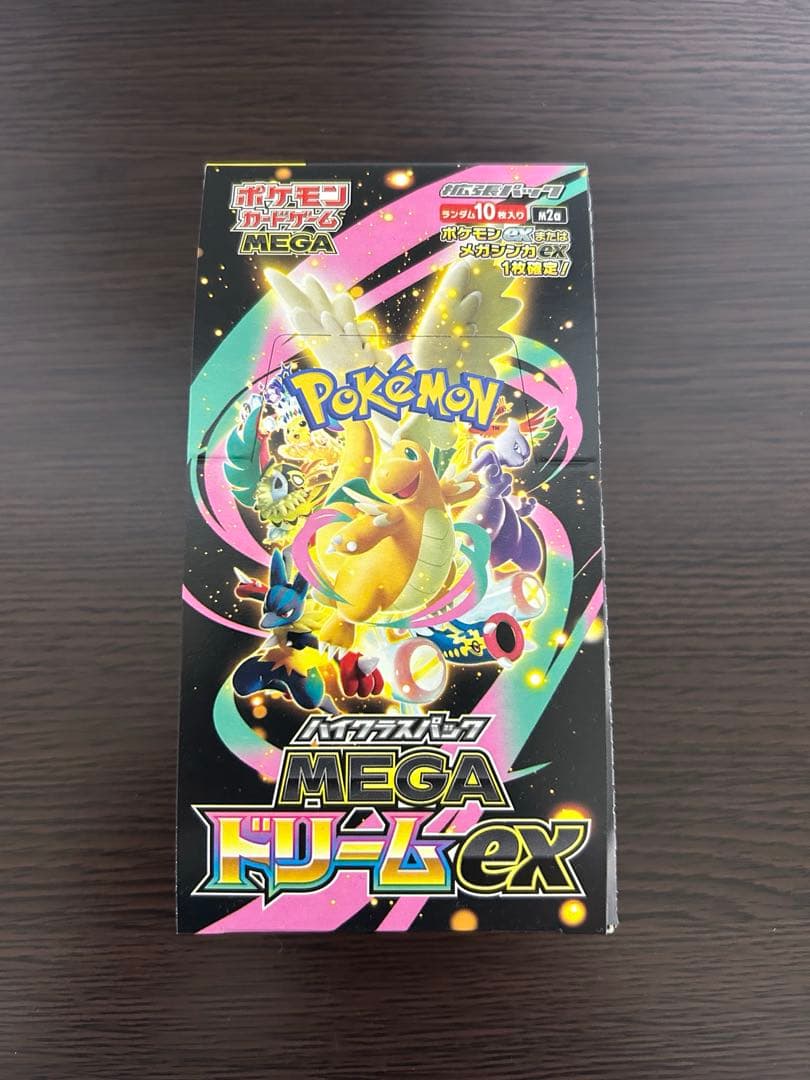 ポケモン
カードゲーム
MEGA
拡張パック
ランダム10枚入り M2a
ポケモンexまたは
メガシンカex
1枚確定!
POKÉMON
ハイクラスパック
MEGA
ドリームex